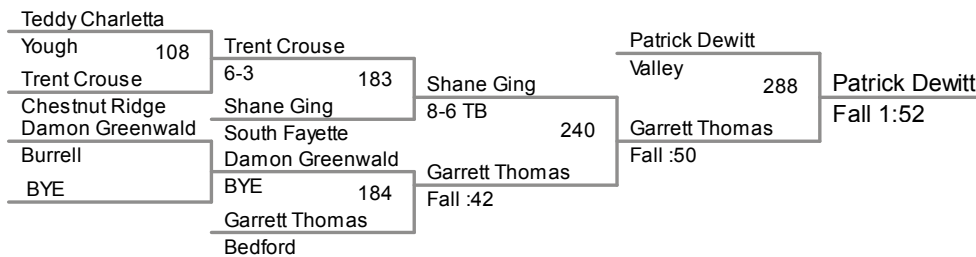 Teddy Charletta
Yough
108
Trent Crouse
Chestnut Ridge
Damon Greenwald
Burrell
BYE
Trent Crouse
6-3
183
Shane Ging
South Fayette
Damon Greenwald
BYE
184
Garrett Thomas
Bedford
Shane Ging
8-6 TB
240
Garrett Thomas
Fall :42
Patrick Dewitt
Valley
288
Garrett Thomas
Fall :50
Patrick Dewitt
Fall 1:52